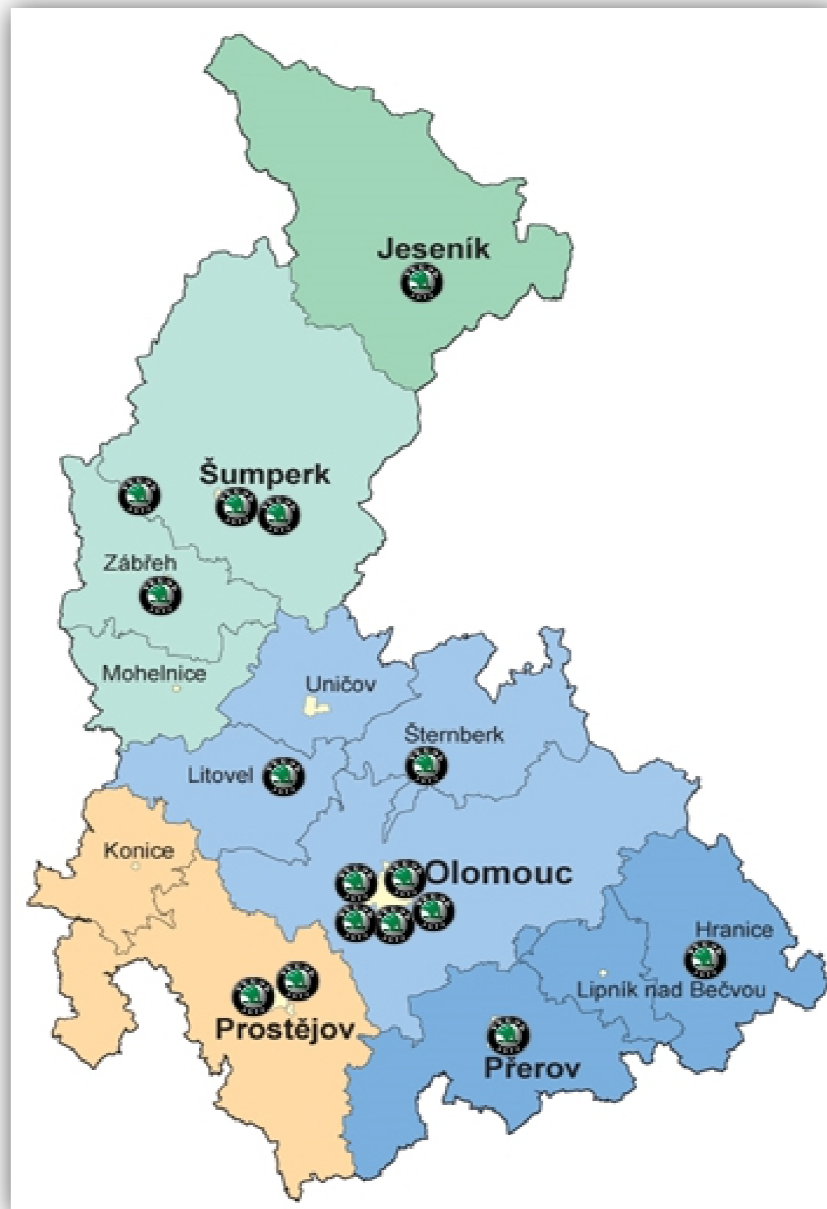 Jeseník
Šumperk
Zábřeh
Mohelnice
Uničov
Šternberk
Litovel
Konice
Olomouc
Hranice
Lipník nad Bečvou
Prostějov
Přerov